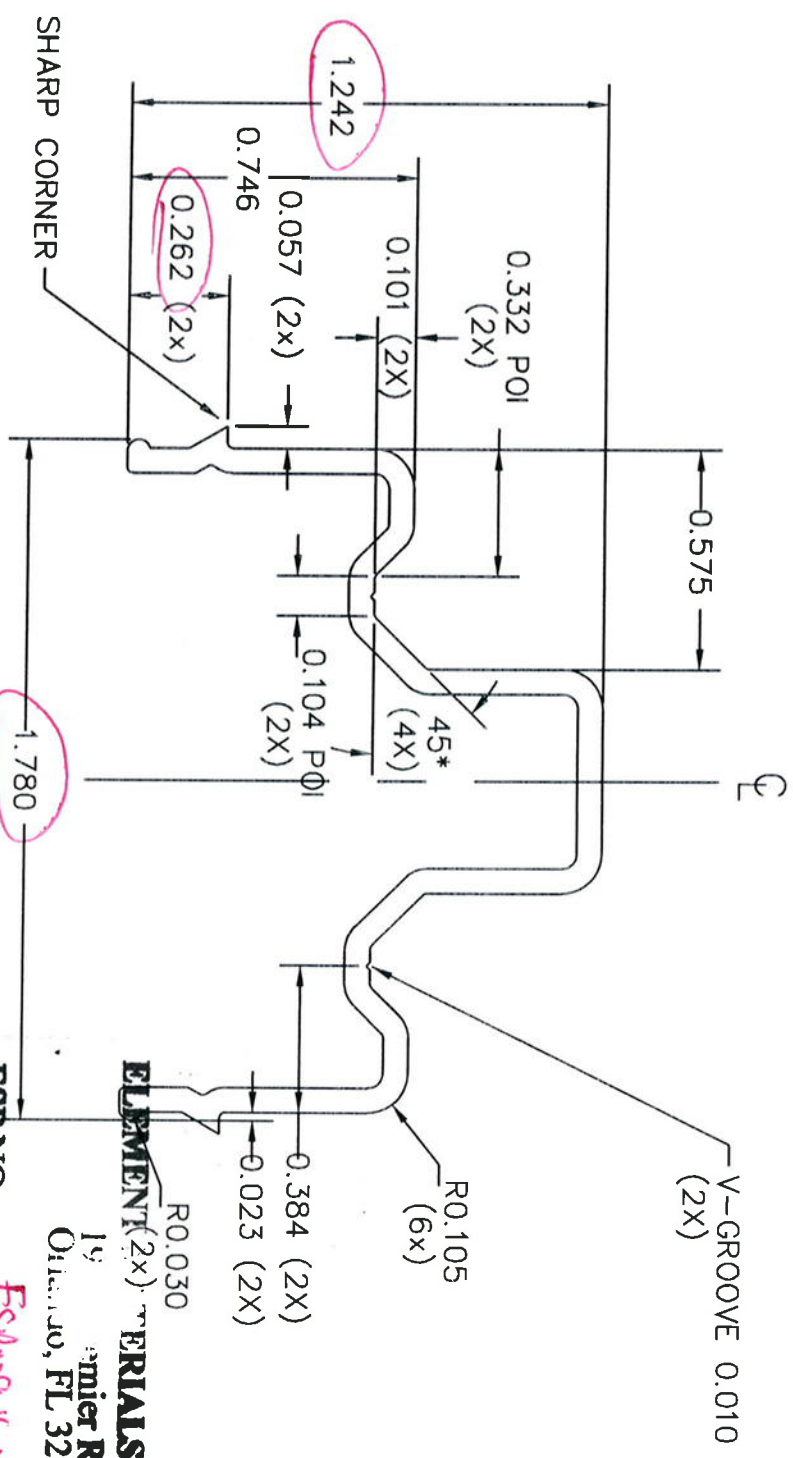 SHARP CORNER
1.242
0.746
0.262 (2x)
0.057 (2x)
0.101 (2X)
0.332 POI
(2X)
0.575
0.104 POI
(2X)
45*
(4X)
℄
1.780
V-GROOVE 0.010
(2X)
R0.105
(6x)
0.384 (2X)
0.023 (2X)
R0.030
(2x)
ELEMENT
TERIALS
19
FL 32